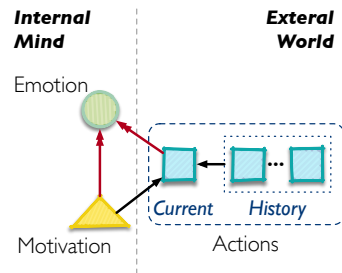 Internal Mind
Exteral World
Emotion
...
Current
History
Motivation
Actions